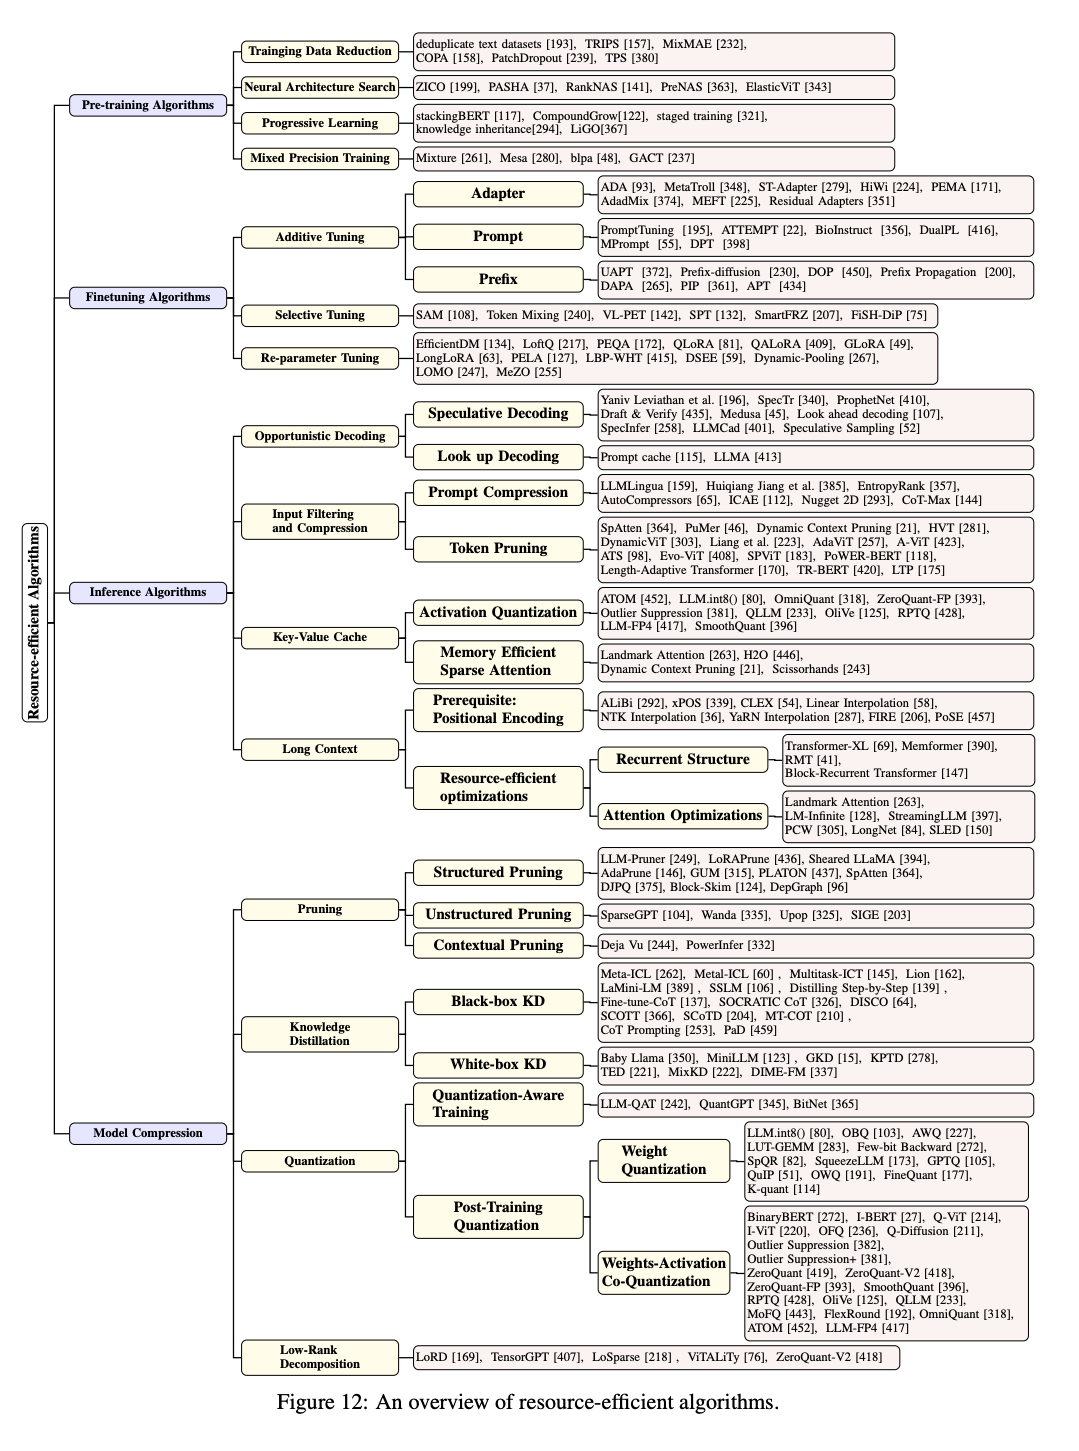 Resource-efficient Algorithms
Pre-training Algorithms
Trainging Data Reduction
deduplicate text datasets [193], TRIPS [157], MixMAE [232],
COPA [158], PatchDropout [239], TPS [380]
Neural Architecture Search
ZICO [199], PASHA [37], RankNAS [141], PreNAS [363], ElasticViT [343]
Progressive Learning
stackingBERT [117], CompoundGrow[122], staged training [321],
knowledge inheritance[294], LiGO[367]
Mixed Precision Training
Mixture [261], Mesa [280], blpa [48], GACT [237]
Finetuning Algorithms
Additive Tuning
Adapter
ADA [93], MetaTroll [348], ST-Adapter [279], HiWi [224], PEMA [171],
AdadMix [374], MEFT [225], Residual Adapters [351]
Prompt
PromptTuning [195], ATTEMPT [22], BioInstruct [356], DualPL [416],
MPrompt [55], DPT [398]
Prefix
UAPT [372], Prefix-diffusion [230], DOP [450], Prefix Propagation [200],
DAPA [265], PIP [361], APT [434]
Selective Tuning
SAM [108], Token Mixing [240], VL-PET [142], SPT [132], SmartFRZ [207], FiSH-DiP [75]
Re-parameter Tuning
EfficientDM [134], LoftQ [217], PEQA [172], QLoRA [81], QALoRA [409], GLoRA [49],
LongLoRA [63], PELA [127], LBP-WHT [415], DSEE [59], Dynamic-Pooling [267],
LOMO [247], MeZO [255]
Inference Algorithms
Opportunistic Decoding
Speculative Decoding
Yaniv Leviathan et al. [196], SpecTr [340], ProphetNet [410],
Draft & Verify [435], Medusa [45], Look ahead decoding [107],
SpecInfer [258], LLMCad [401], Speculative Sampling [52]
Look up Decoding
Prompt cache [115], LLMA [413]
Input Filtering
and Compression
Prompt Compression
LLMLingua [159], Huiqiang Jiang et al. [385], EntropyRank [357],
AutoCompressors [65], ICAE [112], Nugget 2D [293], CoT-Max [144]
Token Pruning
SpAtten [364], PuMer [46], Dynamic Context Pruning [21], HVT [281],
DynamicViT [303], Liang et al. [223], AdaViT [257], A-ViT [423],
ATS [98], Evo-ViT [408], SPViT [183], PoWER-BERT [118],
Length-Adaptive Transformer [170], TR-BERT [420], LTP [175]
Key-Value Cache
Activation Quantization
ATOM [452], LLM.int8() [80], OmniQuant [318], ZeroQuant-FP [393],
Outlier Suppression [381], QLLM [233], OliVe [125], RPTQ [428],
LLM-FP4 [417], SmoothQuant [396]
Memory Efficient
Sparse Attention
Landmark Attention [263], H2O [446],
Dynamic Context Pruning [21], Scissorhands [243]
Long Context
Prerequisite:
Positional Encoding
ALiBi [292], xPOS [339], CLEX [54], Linear Interpolation [58],
NTK Interpolation [36], YaRN Interpolation [287], FIRE [206], PoSE [457]
Resource-efficient
optimizations
Recurrent Structure
Transformer-XL [69], Memformer [390],
RMT [41],
Block-Recurrent Transformer [147]
Attention Optimizations
Landmark Attention [263],
LM-Infinite [128], StreamingLLM [397],
PCW [305], LongNet [84], SLED [150]
Model Compression
Pruning
Structured Pruning
LLM-Pruner [249], LoRAPrune [436], Sheared LLaMA [394],
AdaPrune [146], GUM [315], PLATON [437], SpAtten [364],
DJPQ [375], Block-Skim [124], DepGraph [96]
Unstructured Pruning
SparseGPT [104], Wanda [335], Upop [325], SIGE [203]
Contextual Pruning
Deja Vu [244], PowerInfer [332]
Knowledge
Distillation
Black-box KD
Meta-ICL [262], Metal-ICL [60] , Multitask-ICT [145], Lion [162],
LaMini-LM [389] , SSLM [106] , Distilling Step-by-Step [139] ,
Fine-tune-CoT [137], SOCRATIC CoT [326], DISCO [64],
SCOTT [366], SCoTD [204], MT-COT [210] ,
CoT Prompting [253], PaD [459]
White-box KD
Baby Llama [350], MiniLLM [123] , GKD [15], KPTD [278],
TED [221], MixKD [222], DIME-FM [337]
Quantization
Quantization-Aware
Training
LLM-QAT [242], QuantGPT [345], BitNet [365]
Post-Training
Quantization
Weight
Quantization
LLM.int8() [80], OBQ [103], AWQ [227],
LUT-GEMM [283], Few-bit Backward [272],
SpQR [82], SqueezeLLM [173], GPTQ [105],
QuIP [51], OWQ [191], FineQuant [177],
K-quant [114]
Weights-Activation
Co-Quantization
BinaryBERT [272], I-BERT [27], Q-ViT [214],
I-ViT [220], OFQ [236], Q-Diffusion [211],
Outlier Suppression [382],
Outlier Suppression+ [381],
ZeroQuant [419], ZeroQuant-V2 [418],
ZeroQuant-FP [393], SmoothQuant [396],
RPTQ [428], OliVe [125], QLLM [233],
MoFQ [443], FlexRound [192], OmniQuant [318],
ATOM [452], LLM-FP4 [417]
Low-Rank
Decomposition
LoRD [169], TensorGPT [407], LoSparse [218] , ViTALiTy [76], ZeroQuant-V2 [418]
Figure 12: An overview of resource-efficient algorithms.